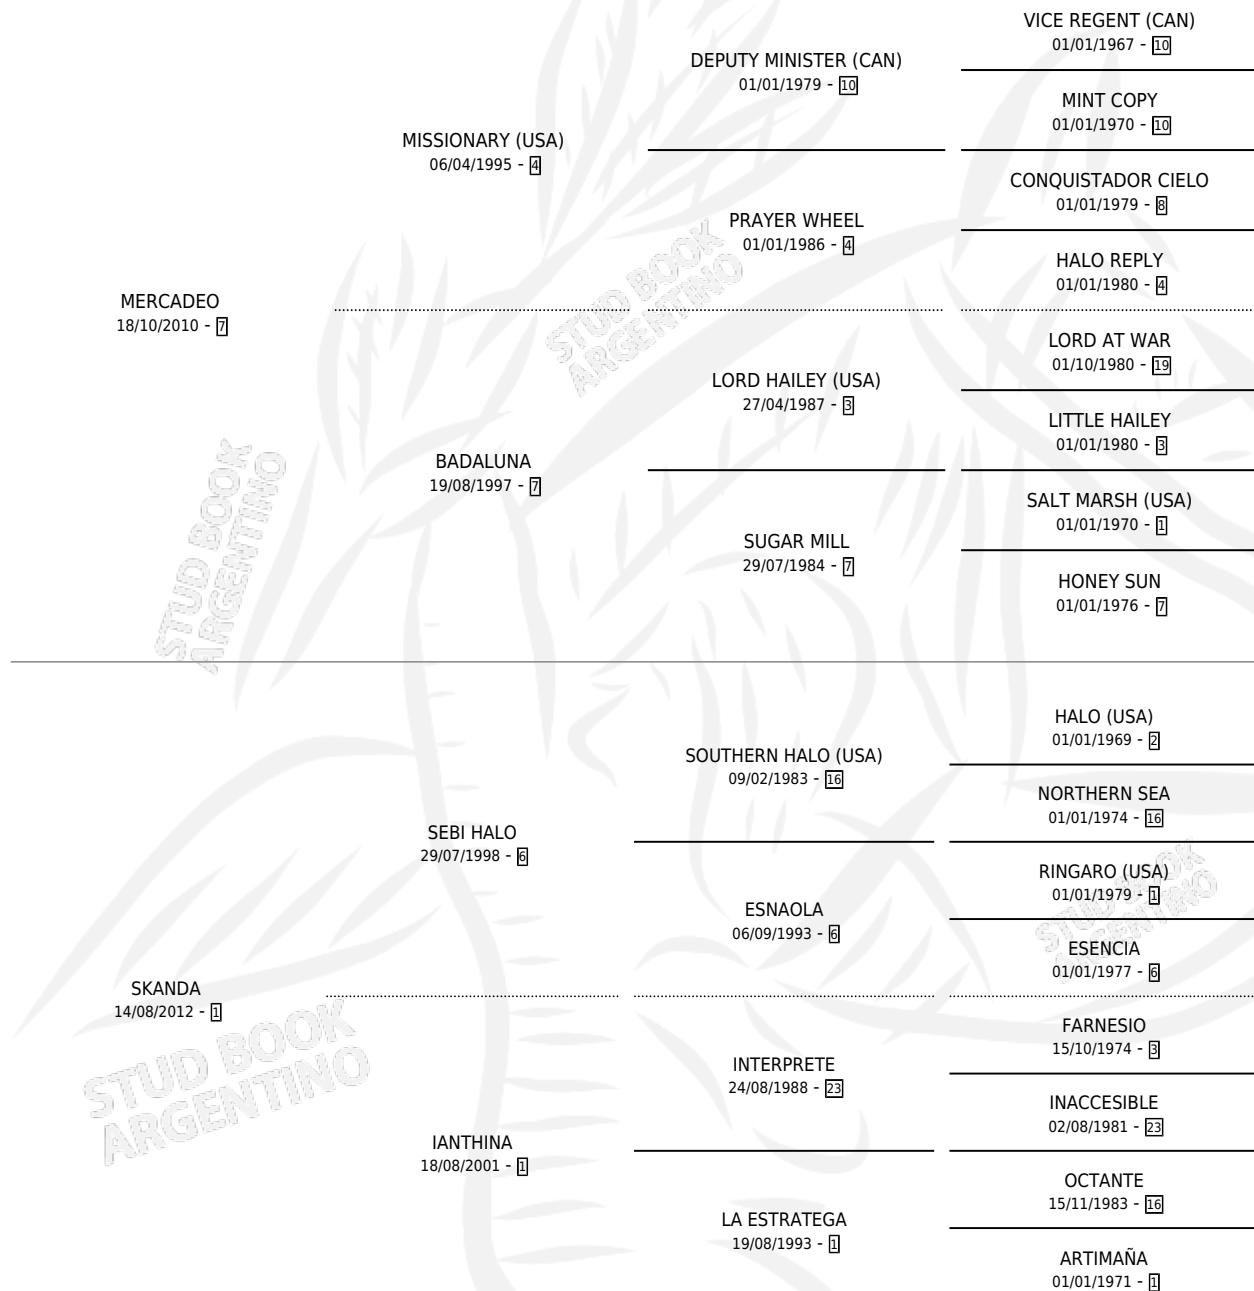 VICE REGENT (CAN)
01/01/1967 - 10
DEPUTY MINISTER (CAN)
01/01/1979 - 10
MINT COPY
01/01/1970 - 10
MISSIONARY (USA)
06/04/1995 - 4
CONQUISTADOR CIELO
01/01/1979 - 8
PRAYER WHEEL
01/01/1986 - 4
HALO REPLY
01/01/1980 - 4
MERCADEO
18/10/2010 - 7
LORD AT WAR
01/10/1980 - 19
LORD HAILEY (USA)
27/04/1987 - 3
LITTLE HAILEY
01/01/1980 - 3
BADALUNA
19/08/1997 - 7
SALT MARSH (USA)
01/01/1970 - 1
SUGAR MILL
29/07/1984 - 7
HONEY SUN
01/01/1976 - 7
STUD BOOK
ARGENTINO
STUD BOOK
ARGENTINO
HALO (USA)
01/01/1969 - 2
SOUTHERN HALO (USA)
09/02/1983 - 16
NORTHERN SEA
01/01/1974 - 16
SEBI HALO
29/07/1998 - 6
RINGARO (USA)
01/01/1979 - 1
ESNAOLA
06/09/1993 - 6
ESENCIA
01/01/1977 - 6
STUD BOOK
ARGENTINO
SKANDA
14/08/2012 - 1
FARNESIO
15/10/1974 - 3
INTERPRETE
24/08/1988 - 23
INACCESIBLE
02/08/1981 - 23
IANTHINA
18/08/2001 - 1
OCTANTE
15/11/1983 - 16
LA ESTRATEGA
19/08/1993 - 1
ARTIMAÑA
01/01/1971 - 1
STUD BOOK
ARGENTINO